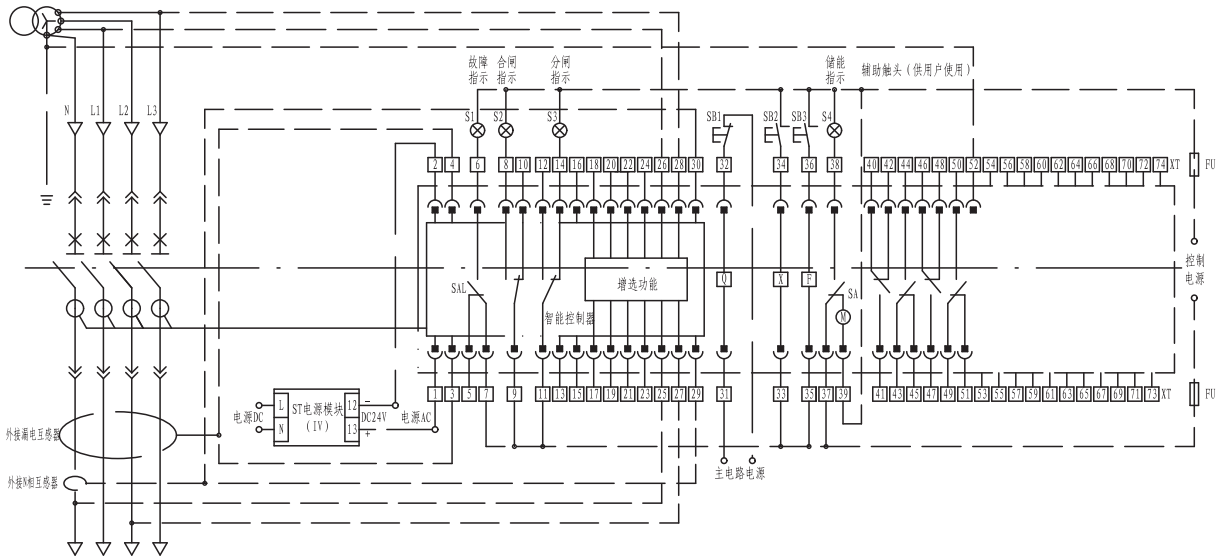 故障指示
合闸指示
分闸指示
储能指示
辅助触头（供用户使用）
N L1 L2 L3
S1 S2 S3 SB1 SB2 SB3 S4
2 4 6 8 10 12 14 16 18 20 22 24 26 28 30 32 34 36 38 40 42 44 46 48 50 52 54 56 58 60 62 64 66 68 70 72 74 XT FU
控制电源
增选功能
Q X F
SAL
智能控制器
SA
M
1 3 5 7 9 11 13 15 17 19 21 23 25 27 29 31 33 35 37 39 41 43 45 47 49 51 53 55 57 59 61 63 65 67 69 71 73 XT FU
电源DC
L
N
ST电源模块
(IV)
12
13
−
DC24V
+
电源AC
外接漏电互感器
主电路电源
外接N相互感器